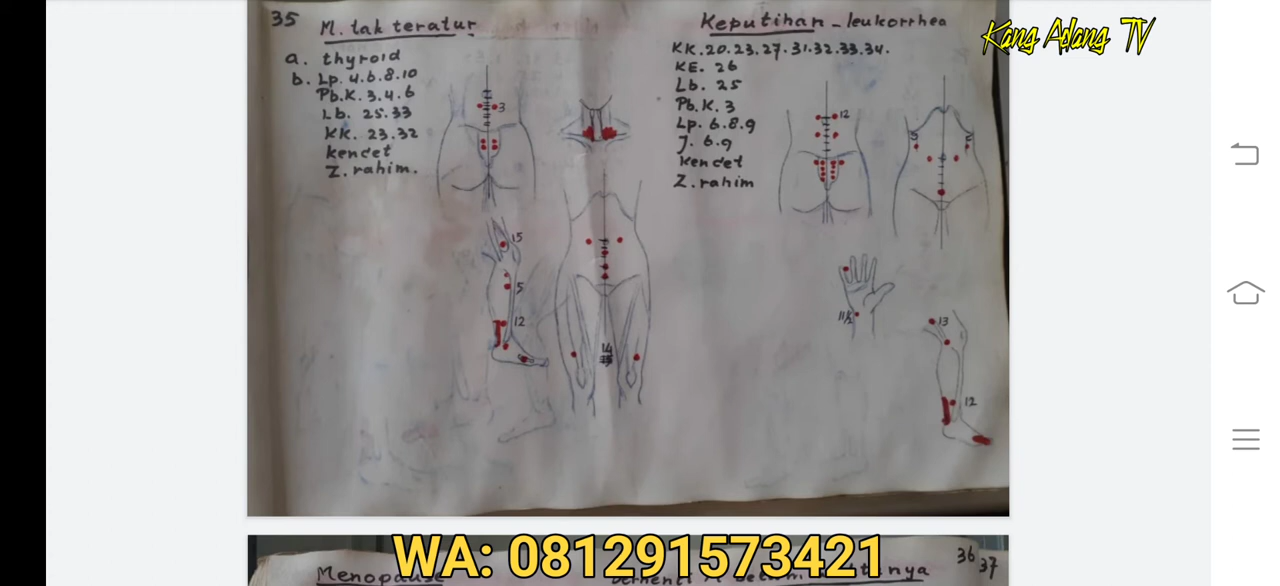 Kang Adang TV
35 M. tak teratur
a. thyroid
b. Lp. 4.6.8.10
Pb.K. 3.4.6
Lb. 25.33
KK. 23.32
kencet
Z. rahim.
3
15
5
12
14
Keputihan - leukorrhea
KK. 20.23.27.31.32.33.34.
KE. 26
Lb. 25
Pb.K. 3
Lp. 6.8.9
J. 6.9
kencet
Z. rahim
12
11½
13
12
36
37
Menopause
WA: 081291573421